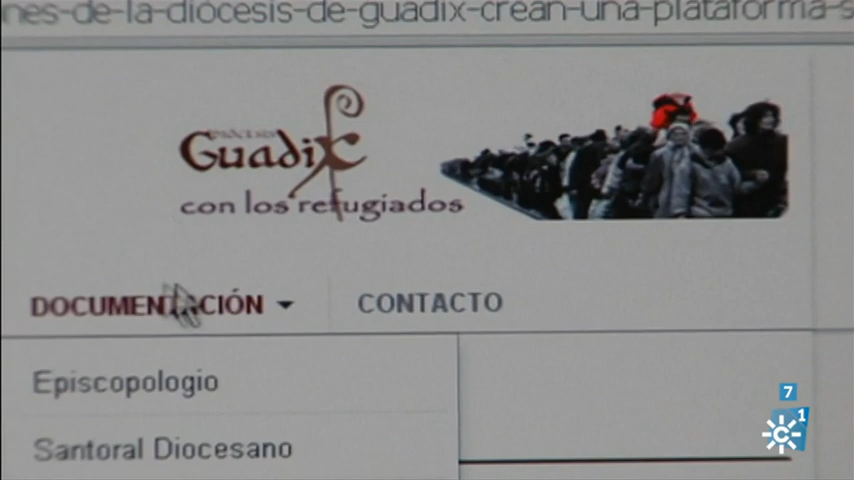 nes-de-la-diocesis-de-guadix-crean-una-plataforma-s
Guadix
con los refugiados
DOCUMENTACIÓN
CONTACTO
Episcopologio
Santoral Diocesano
7
1